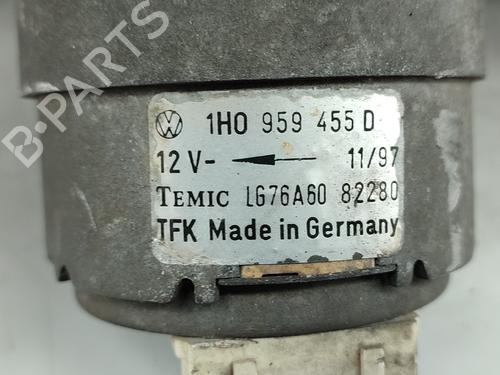 1H0 959 455 D
12 V- 11/97
TEMIC LG76A60 82280
TFK Made in Germany
B-PARTS